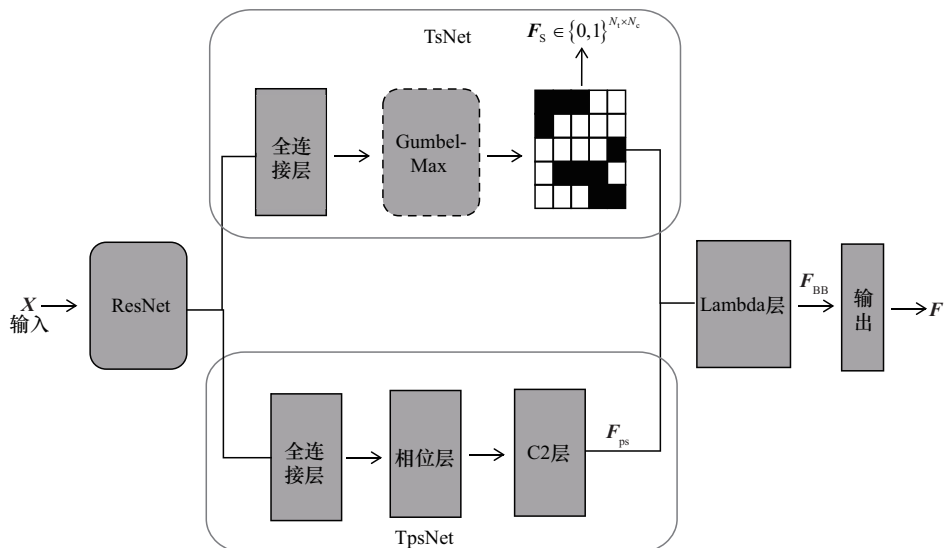 TsNet
F_S ∈ {0,1}^{N_t × N_c}
全连
接层
Gumbel-
Max
X
输入
ResNet
Lambda层
F_BB
输
出
F
全连
接层
相位层
C2层
F_ps
TpsNet